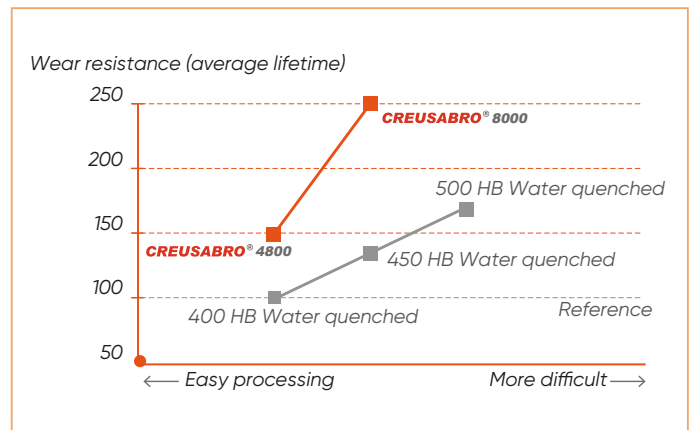 Wear resistance (average lifetime)
250
CREUSABRO® 8000
200
500 HB Water quenched
150
CREUSABRO® 4800
450 HB Water quenched
100
400 HB Water quenched
Reference
50
Easy processing
More difficult